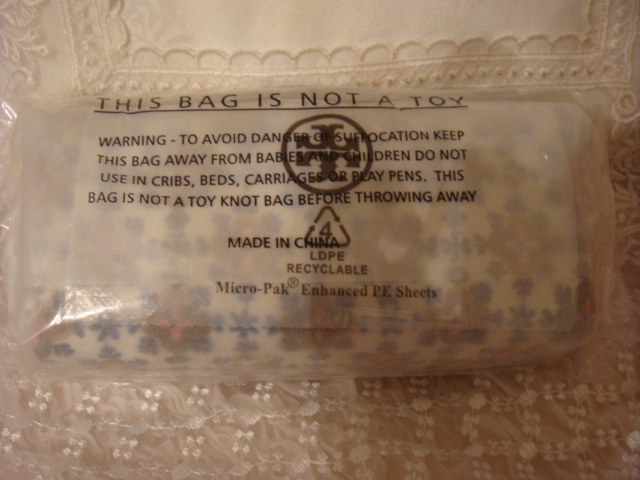 THIS BAG IS NOT A TOY
WARNING - TO AVOID DANGER OF SUFFOCATION KEEP
THIS BAG AWAY FROM BABIES AND CHILDREN DO NOT
USE IN CRIBS, BEDS, CARRIAGES OR PLAY PENS. THIS
BAG IS NOT A TOY KNOT BAG BEFORE THROWING AWAY
MADE IN CHINA
4
LDPE
RECYCLABLE
Micro-Pak® Enhanced PE Sheets